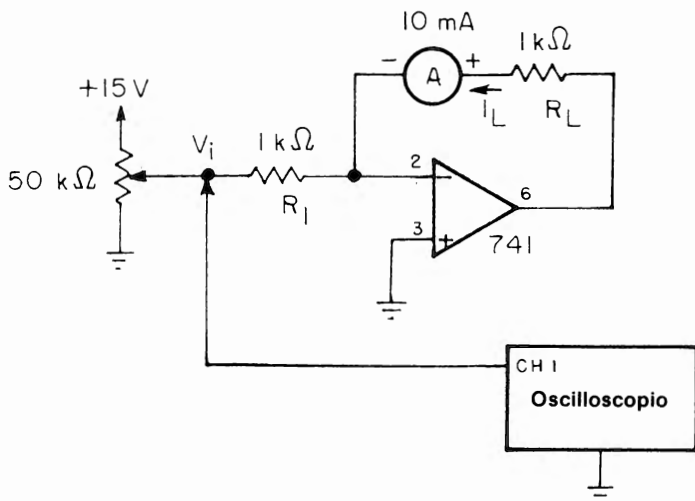 10 mA
1 kΩ
- A +
+15 V
I_L
R_L
V_i
1 kΩ
50 kΩ
R_1
2
-
6
3
+
741
CH 1
Oscilloscopio